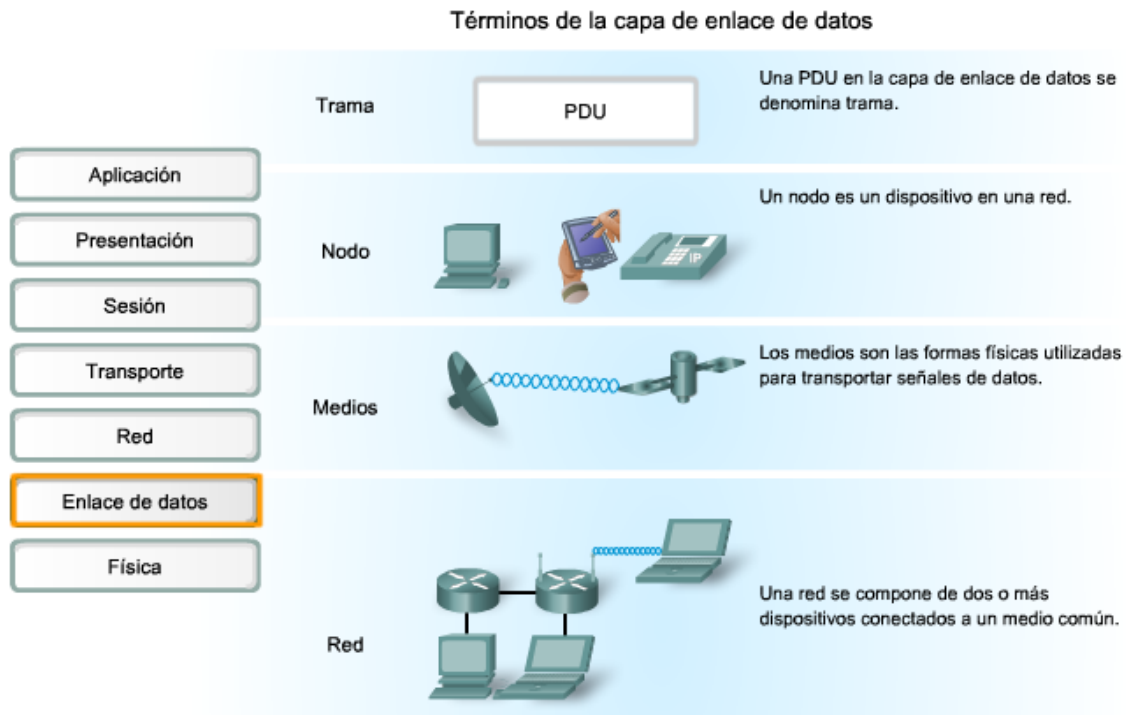 Términos de la capa de enlace de datos
Aplicación
Presentación
Sesión
Transporte
Red
Enlace de datos
Física
Trama
PDU
Una PDU en la capa de enlace de datos se
denomina trama.
Nodo
IP
Un nodo es un dispositivo en una red.
Medios
Los medios son las formas físicas utilizadas
para transportar señales de datos.
Red
Una red se compone de dos o más
dispositivos conectados a un medio común.